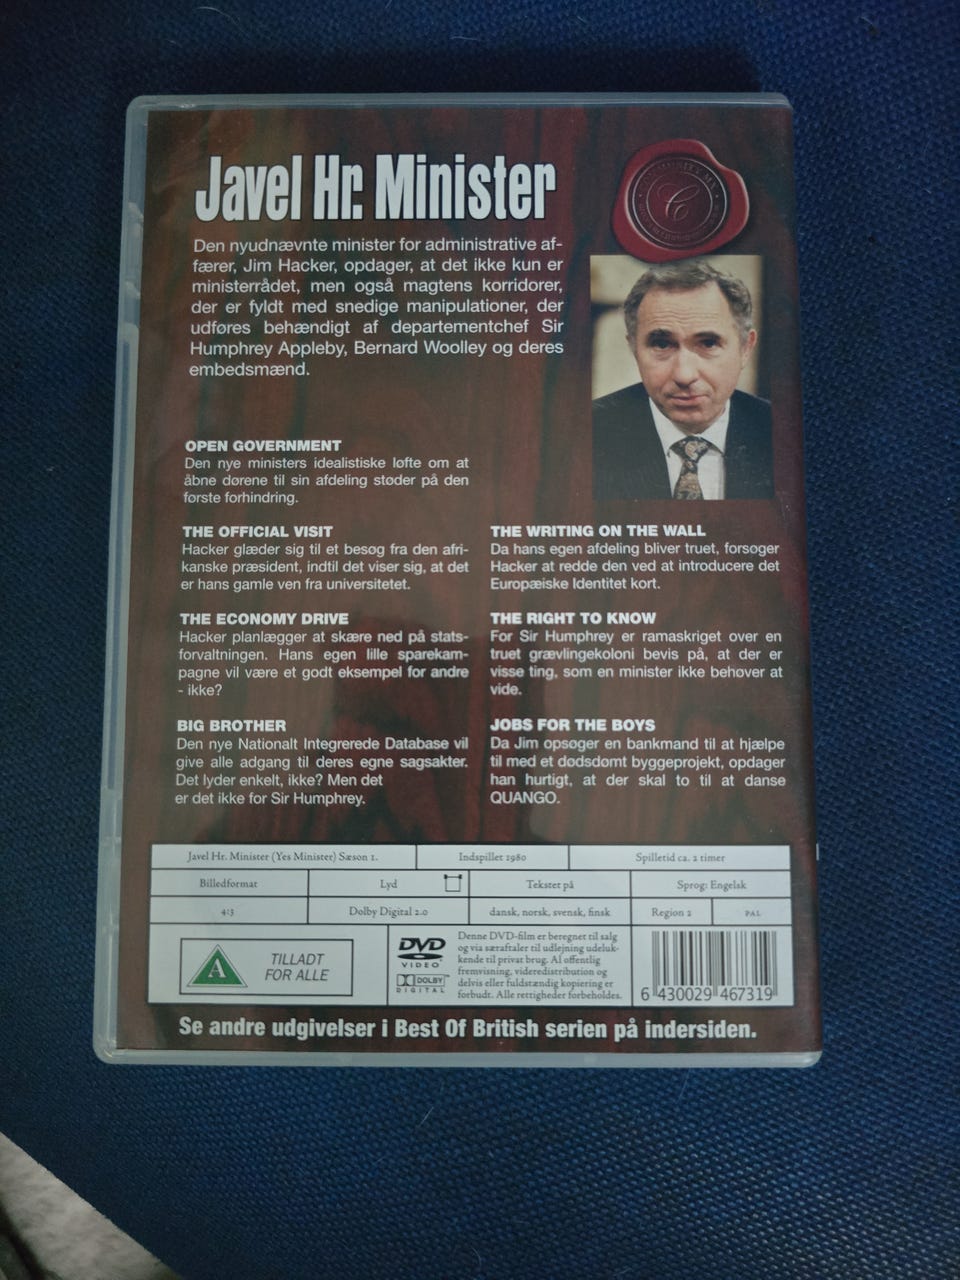 Javel Hr. Minister
Den nyudnævnte minister for administrative af-
færer, Jim Hacker, opdager, at det ikke kun er
ministerrådet, men også magtens korridorer,
der er fyldt med snedige manipulationer, der
udføres behændigt af departementchef Sir
Humphrey Appleby, Bernard Woolley og deres
embedsmænd.
OPEN GOVERNMENT
Den nye ministers idealistiske løfte om at
åbne dørene til sin afdeling støder på den
første forhindring.
THE OFFICIAL VISIT
Hacker glæder sig til et besøg fra den afri-
kanske præsident, indtil det viser sig, at det
er hans gamle ven fra universitetet.
THE ECONOMY DRIVE
Hacker planlægger at skære ned på stats-
forvaltningen. Hans egen lille sparekam-
pagne vil være et godt eksempel for andre
- ikke?
BIG BROTHER
Den nye Nationalt Integrerede Database vil
give alle adgang til deres egne sagsakter.
Det lyder enkelt, ikke? Men det
er det ikke for Sir Humphrey.
THE WRITING ON THE WALL
Da hans egen afdeling bliver truet, forsøger
Hacker at redde den ved at introducere det
Europæiske Identitet kort.
THE RIGHT TO KNOW
For Sir Humphrey er ramaskriget over en
truet grævlingekoloni bevis på, at der er
visse ting, som en minister ikke behøver at
vide.
JOBS FOR THE BOYS
Da Jim opsøger en bankmand til at hjælpe
til med et dødsdømt byggeprojekt, opdager
han hurtigt, at der skal to til at danse
QUANGO.
Javel Hr. Minister (Yes Minister) Sæson 1. Indspillet 1980 Spilletid ca. 2 timer
Billedformat Lyd Tekstet på Sprog: Engelsk
4:3 Dolby Digital 2.0 dansk, norsk, svensk, finsk Region 2 PAL
A TILLADT
FOR ALLE
DVD
VIDEO
DOLBY
DIGITAL
Denne DVD-film er beregnet til salg
og via særaftaler til udlejning udeluk-
kende til privat brug. Al offentlig
fremvisning, videredistribution og
delvis eller fuldstændig kopiering er
forbudt. Alle rettigheder forbeholdes.
6 430029 467319
Se andre udgivelser i Best Of British serien på indersiden.